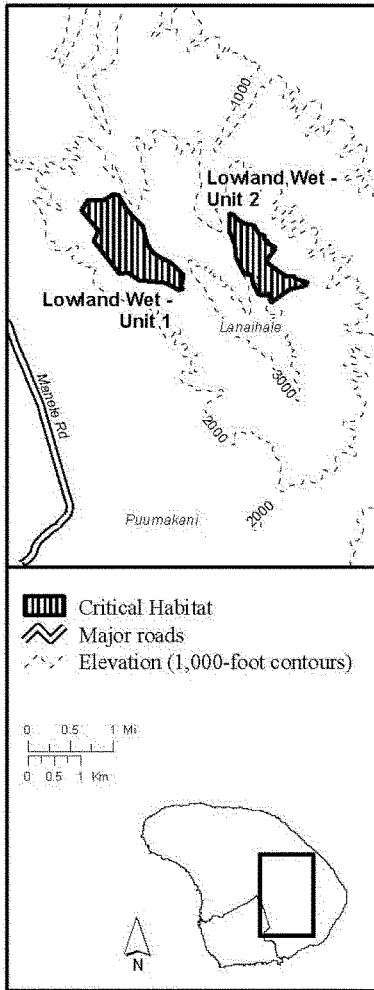 1000
Lowland Wet -
Unit 2
Lowland Wet -
Unit 1
Lanaihale
3000
Manele Rd
2000
2000
Puumakani
Critical Habitat
Major roads
Elevation (1,000-foot contours)
0 0.5 1 Mi
0 0.5 1 Km
N